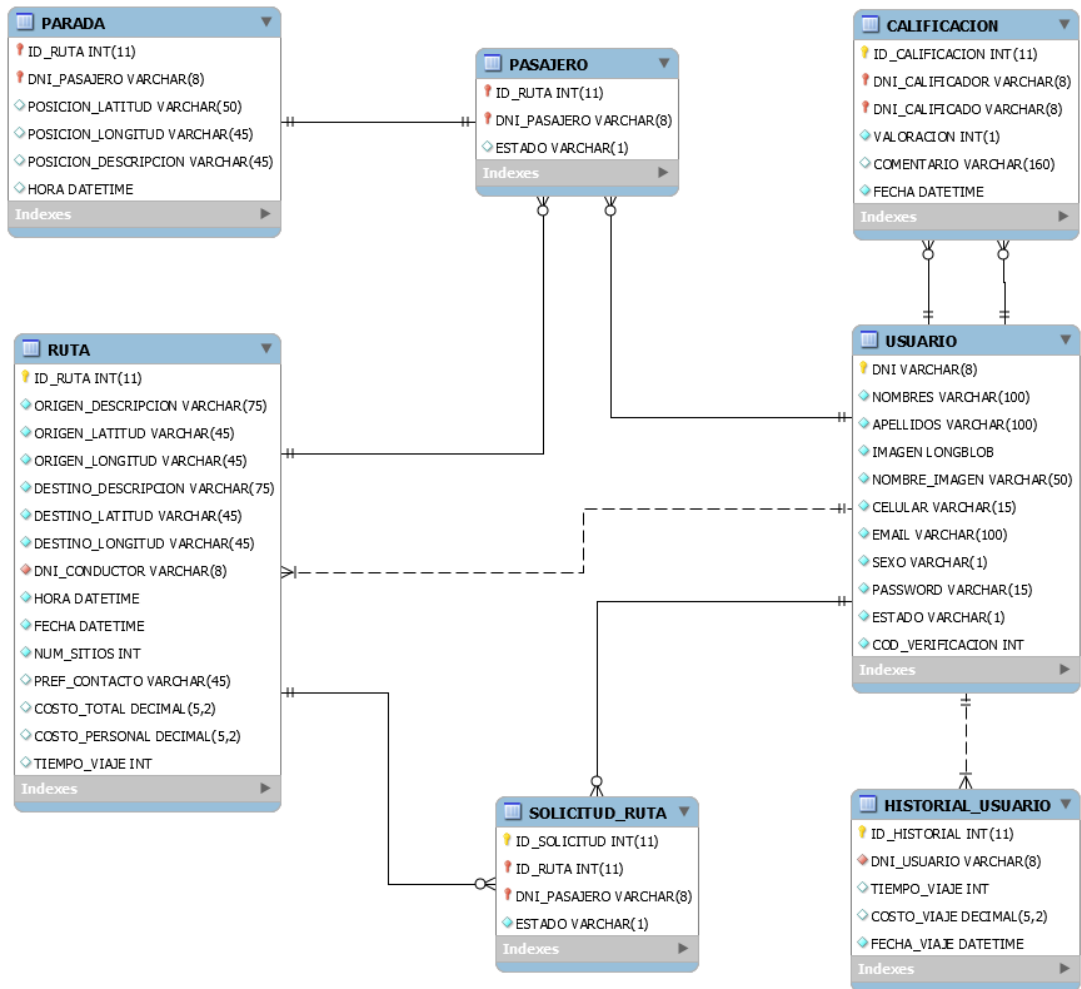 PARADA
ID_RUTA INT(11)
DNI_PASAJERO VARCHAR(8)
POSICION_LATITUD VARCHAR(50)
POSICION_LONGITUD VARCHAR(45)
POSICION_DESCRIPCION VARCHAR(45)
HORA DATETIME
Indexes
PASAJERO
ID_RUTA INT(11)
DNI_PASAJERO VARCHAR(8)
ESTADO VARCHAR(1)
Indexes
CALIFICACION
ID_CALIFICACION INT(11)
DNI_CALIFICADOR VARCHAR(8)
DNI_CALIFICADO VARCHAR(8)
VALORACION INT(1)
COMENTARIO VARCHAR(160)
FECHA DATETIME
Indexes
RUTA
ID_RUTA INT(11)
ORIGEN_DESCRIPCION VARCHAR(75)
ORIGEN_LATITUD VARCHAR(45)
ORIGEN_LONGITUD VARCHAR(45)
DESTINO_DESCRIPCION VARCHAR(75)
DESTINO_LATITUD VARCHAR(45)
DESTINO_LONGITUD VARCHAR(45)
DNI_CONDUCTOR VARCHAR(8)
HORA DATETIME
FECHA DATETIME
NUM_SITIOS INT
PREF_CONTACTO VARCHAR(45)
COSTO_TOTAL DECIMAL(5,2)
COSTO_PERSONAL DECIMAL(5,2)
TIEMPO_VIAJE INT
Indexes
USUARIO
DNI VARCHAR(8)
NOMBRES VARCHAR(100)
APELLIDOS VARCHAR(100)
IMAGEN LONGBLOB
NOMBRE_IMAGEN VARCHAR(50)
CELULAR VARCHAR(15)
EMAIL VARCHAR(100)
SEXO VARCHAR(1)
PASSWORD VARCHAR(15)
ESTADO VARCHAR(1)
COD_VERIFICACION INT
Indexes
SOLICITUD_RUTA
ID_SOLICITUD INT(11)
ID_RUTA INT(11)
DNI_PASAJERO VARCHAR(8)
ESTADO VARCHAR(1)
Indexes
HISTORIAL_USUARIO
ID_HISTORIAL INT(11)
DNI_USUARIO VARCHAR(8)
TIEMPO_VIAJE INT
COSTO_VIAJE DECIMAL(5,2)
FECHA_VIAJE DATETIME
Indexes